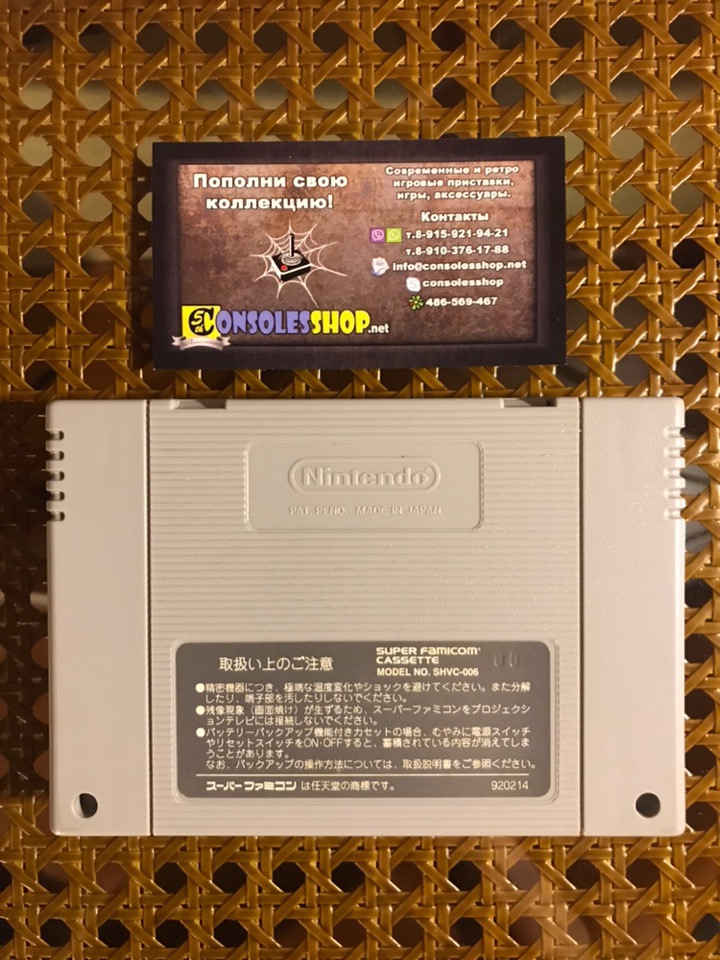 Пополни свою
коллекцию!
Современные и ретро
игровые приставки,
игры, аксессуары.
Контакты
т.8-915-921-94-21
т.8-910-376-17-88
info@consolesshop.net
consolesshop
486-569-467
CONSOLESSHOP.net
Nintendo
PAT. PEND. MADE IN JAPAN
取扱い上のご注意
SUPER FAMICOM
CASSETTE
MODEL NO. SHVC-006
●精密機器につき、極端な温度変化やショックを避けてください。また分解
したり、端子部を汚したりしないでください。
●残像現象（画面焼け）が生ずるため、スーパーファミコンをプロジェクシ
ョンテレビには接続しないでください。
●バッテリーバックアップ機能付きカセットの場合、むやみに電源スイッチ
やリセットスイッチをON・OFFすると、蓄積されている内容が消えてしま
うことがあります。
なお、バックアップの操作方法については、取扱説明書をご参照ください。
スーパーファミコンは任天堂の商標です。
920214